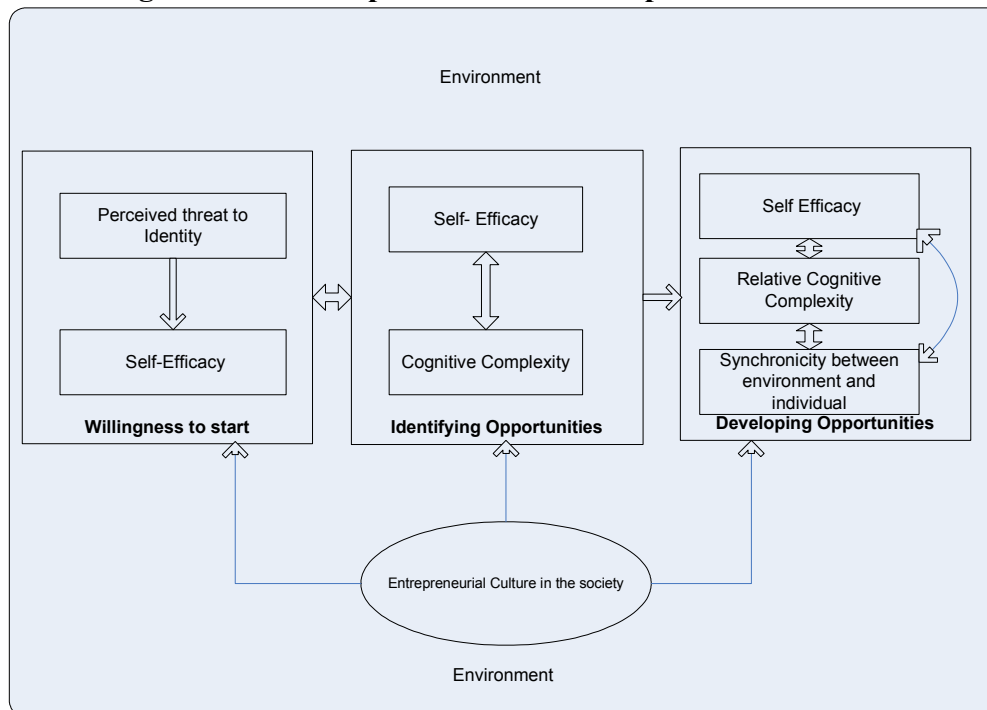 Environment
Perceived threat to
Identity
Self-Efficacy
Willingness to start
Self- Efficacy
Cognitive Complexity
Identifying Opportunities
Self Efficacy
Relative Cognitive
Complexity
Synchronicity between
environment and
individual
Developing Opportunities
Entrepreneurial Culture in the society
Environment